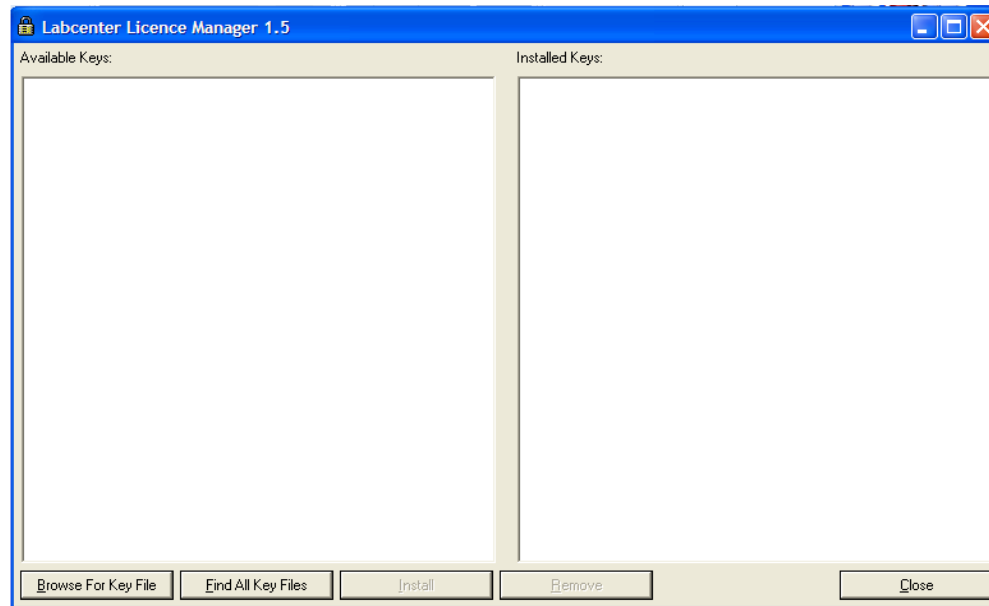 Labcenter Licence Manager 1.5
Available Keys:
Installed Keys:
Browse For Key File
Find All Key Files
Install
Remove
Close